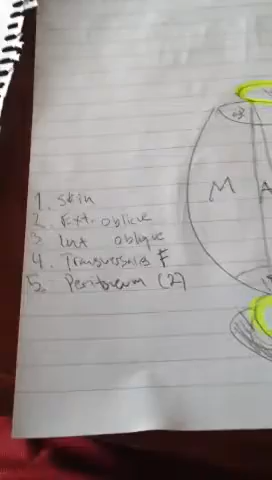 1. Skin
2. Ext. oblique
3 Int oblique
4. Transversalis F
5. Peritoneum (2)
M A